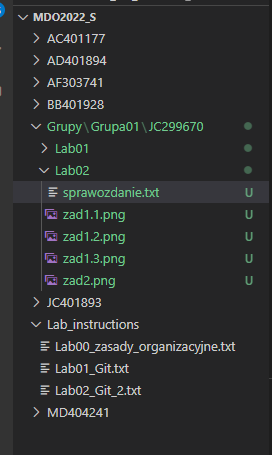 MDO2022_S
AC401177
AD401894
AF303741
BB401928
Grupy\Grupa01\JC299670
Lab01
Lab02
sprawozdanie.txt U
zad1.1.png U
zad1.2.png U
zad1.3.png U
zad2.png U
JC401893
Lab_instructions
Lab00_zasady_organizacyjne.txt
Lab01_Git.txt
Lab02_Git_2.txt
MD404241